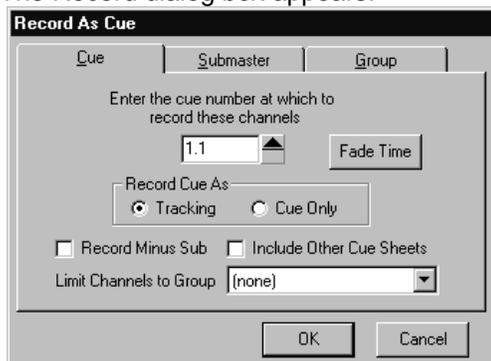 The Record dialog box appears.
Record As Cue
Cue Submaster Group
Enter the cue number at which to
record these channels
1.1 Fade Time
Record Cue As
Tracking Cue Only
Record Minus Sub Include Other Cue Sheets
Limit Channels to Group (none)
OK Cancel